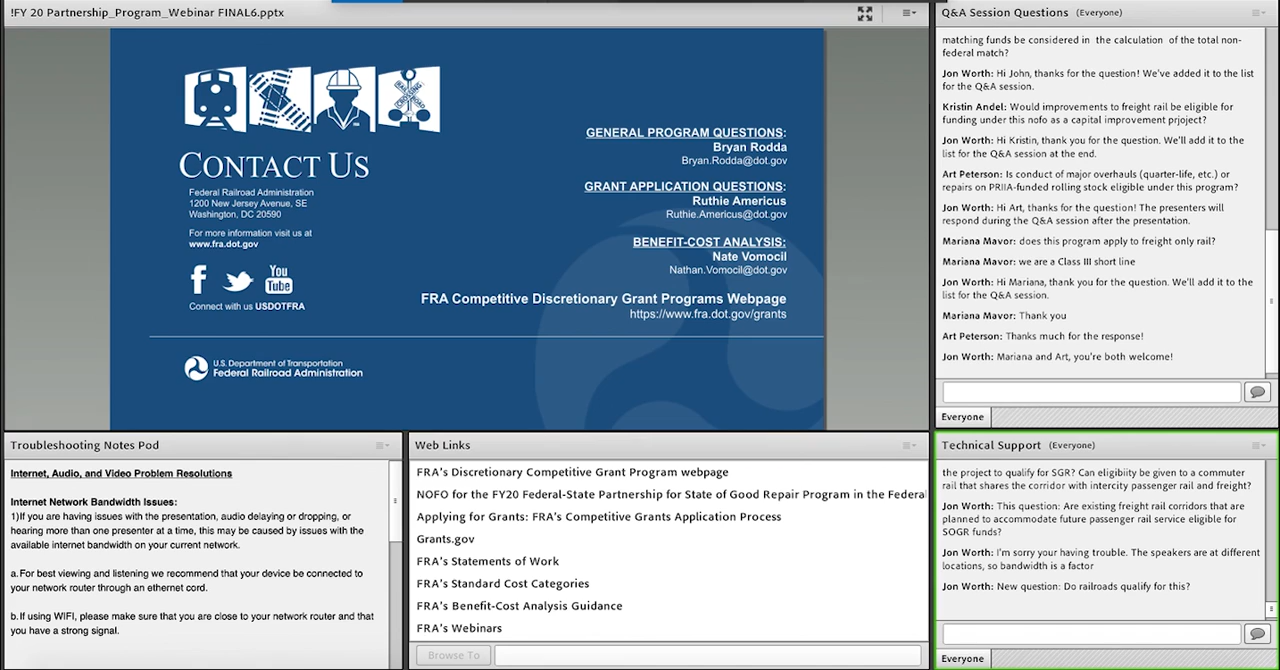 !FY 20 Partnership_Program_Webinar FINAL6.pptx
RAIL CROSSING ROAD
CONTACT US
Federal Railroad Administration
1200 New Jersey Avenue, SE
Washington, DC 20590
For more information visit us at
www.fra.dot.gov
f
You
Tube
Connect with us USDOTFRA
GENERAL PROGRAM QUESTIONS:
Bryan Rodda
Bryan.Rodda@dot.gov
GRANT APPLICATION QUESTIONS:
Ruthie Americus
Ruthie.Americus@dot.gov
BENEFIT-COST ANALYSIS:
Nate Vomocil
Nathan.Vomocil@dot.gov
FRA Competitive Discretionary Grant Programs Webpage
https://www.fra.dot.gov/grants
U.S. Department of Transportation
Federal Railroad Administration
Q&A Session Questions (Everyone)
matching funds be considered in the calculation of the total non-
federal match?
Jon Worth: Hi John, thanks for the question! We've added it to the list
for the Q&A session.
Kristin Andel: Would improvements to freight rail be eligible for
funding under this nofo as a capital improvement prjoject?
Jon Worth: Hi Kristin, thank you for the question. We'll add it to the
list for the Q&A session at the end.
Art Peterson: Is conduct of major overhauls (quarter-life, etc.) or
repairs on PRIIA-funded rolling stock eligible under this program?
Jon Worth: Hi Art, thanks for the question! The presenters will
respond during the Q&A session after the presentation.
Mariana Mavor: does this program apply to freight only rail?
Mariana Mavor: we are a Class III short line
Jon Worth: Hi Mariana, thank you for the question. We'll add it to the
list for the Q&A session.
Mariana Mavor: Thank you
Art Peterson: Thanks much for the response!
Jon Worth: Mariana and Art, you're both welcome!
Everyone
Troubleshooting Notes Pod
Internet, Audio, and Video Problem Resolutions
Internet Network Bandwidth Issues:
1)If you are having issues with the presentation, audio delaying or dropping, or
hearing more than one presenter at a time, this may be caused by issues with the
available internet bandwidth on your current network.
a.For best viewing and listening we recommend that your device be connected to
your network router through an ethernet cord.
b.If using WIFI, please make sure that you are close to your network router and that
you have a strong signal.
Web Links
FRA's Discretionary Competitive Grant Program webpage
NOFO for the FY20 Federal-State Partnership for State of Good Repair Program in the Federal
Applying for Grants: FRA's Competitive Grants Application Process
Grants.gov
FRA's Statements of Work
FRA's Standard Cost Categories
FRA's Benefit-Cost Analysis Guidance
FRA's Webinars
Browse To
Technical Support (Everyone)
the project to qualify for SGR? Can eligibiity be given to a commuter
rail that shares the corridor with intercity passenger rail and freight?
Jon Worth: This question: Are existing freight rail corridors that are
planned to accommodate future passenger rail service eligible for
SOGR funds?
Jon Worth: I'm sorry your having trouble. The speakers are at different
locations, so bandwidth is a factor
Jon Worth: New question: Do railroads qualify for this?
Everyone